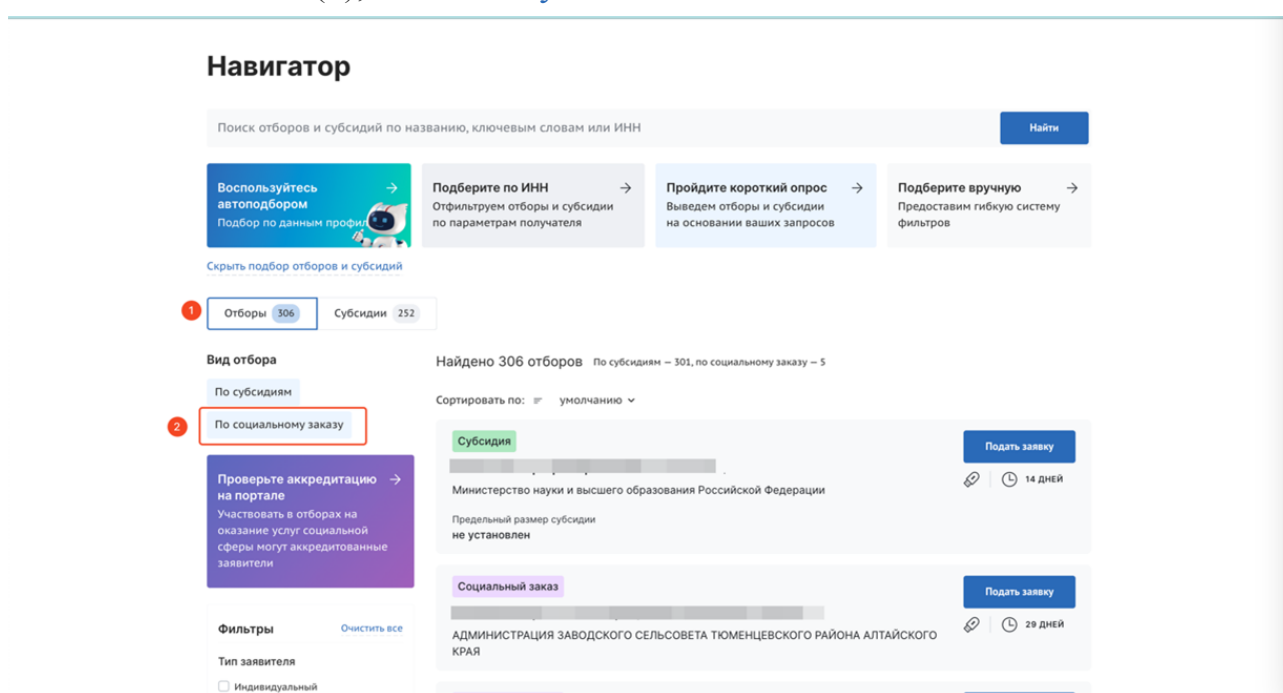 Навигатор
Поиск отборов и субсидий по названию, ключевым словам или ИНН
Найти
Воспользуйтесь
автоподбором
Подбор по данным
Подберите по ИНН
Отфильтруем отборы и субсидии
по параметрам получателя
Пройдите короткий опрос
Выведем отборы и субсидии
на основании ваших запросов
Подберите вручную
Предоставим гибкую систему
фильтров
Скрыть подбор отборов и субсидий
1
Отборы 306
Субсидии 252
Вид отбора
По субсидиям
2
По социальному заказу
Проверьте аккредитацию
на портале
Участвовать в отборах на
оказание услуг социальной
сферы могут аккредитованные
заявители
Фильтры
Очистить все
Тип заявителя
Индивидуальный
Найдено 306 отборов По субсидиям – 301, по социальному заказу – 5
Сортировать по: умолчанию
Субсидия
Министерство науки и высшего образования Российской Федерации
Предельный размер субсидии
не установлен
Подать заявку
14 ДНЕЙ
Социальный заказ
АДМИНИСТРАЦИЯ ЗАВОДСКОГО СЕЛЬСОВЕТА ТЮМЕНЦЕВСКОГО РАЙОНА АЛТАЙСКОГО
КРАЯ
Подать заявку
29 ДНЕЙ